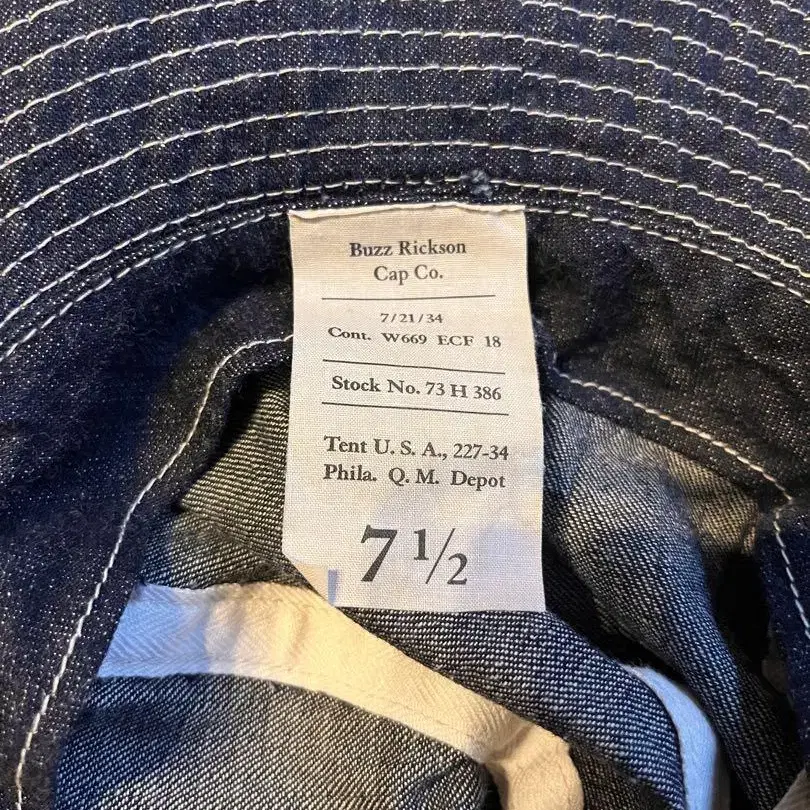 Buzz Rickson
Cap Co.
7/21/34
Cont. W669 ECF 18
Stock No. 73 H 386
Tent U. S. A., 227-34
Phila. Q. M. Depot
7 1/2